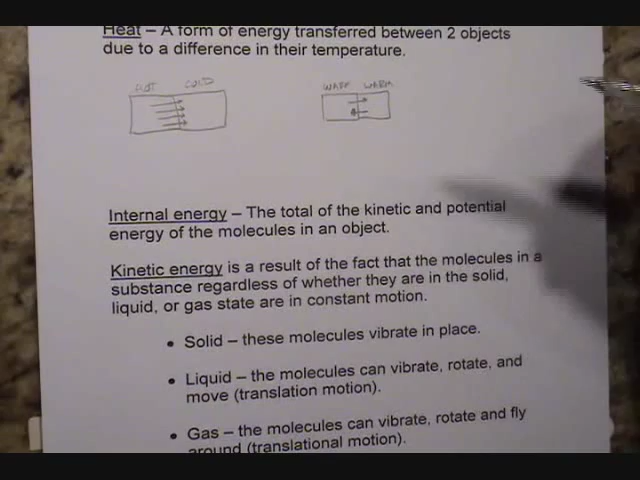 Heat – A form of energy transferred between 2 objects
due to a difference in their temperature.
HOT COLD WARM WARM
Internal energy – The total of the kinetic and potential
energy of the molecules in an object.
Kinetic energy is a result of the fact that the molecules in a
substance regardless of whether they are in the solid,
liquid, or gas state are in constant motion.
• Solid – these molecules vibrate in place.
• Liquid – the molecules can vibrate, rotate, and
move (translation motion).
• Gas – the molecules can vibrate, rotate and fly
around (translational motion).